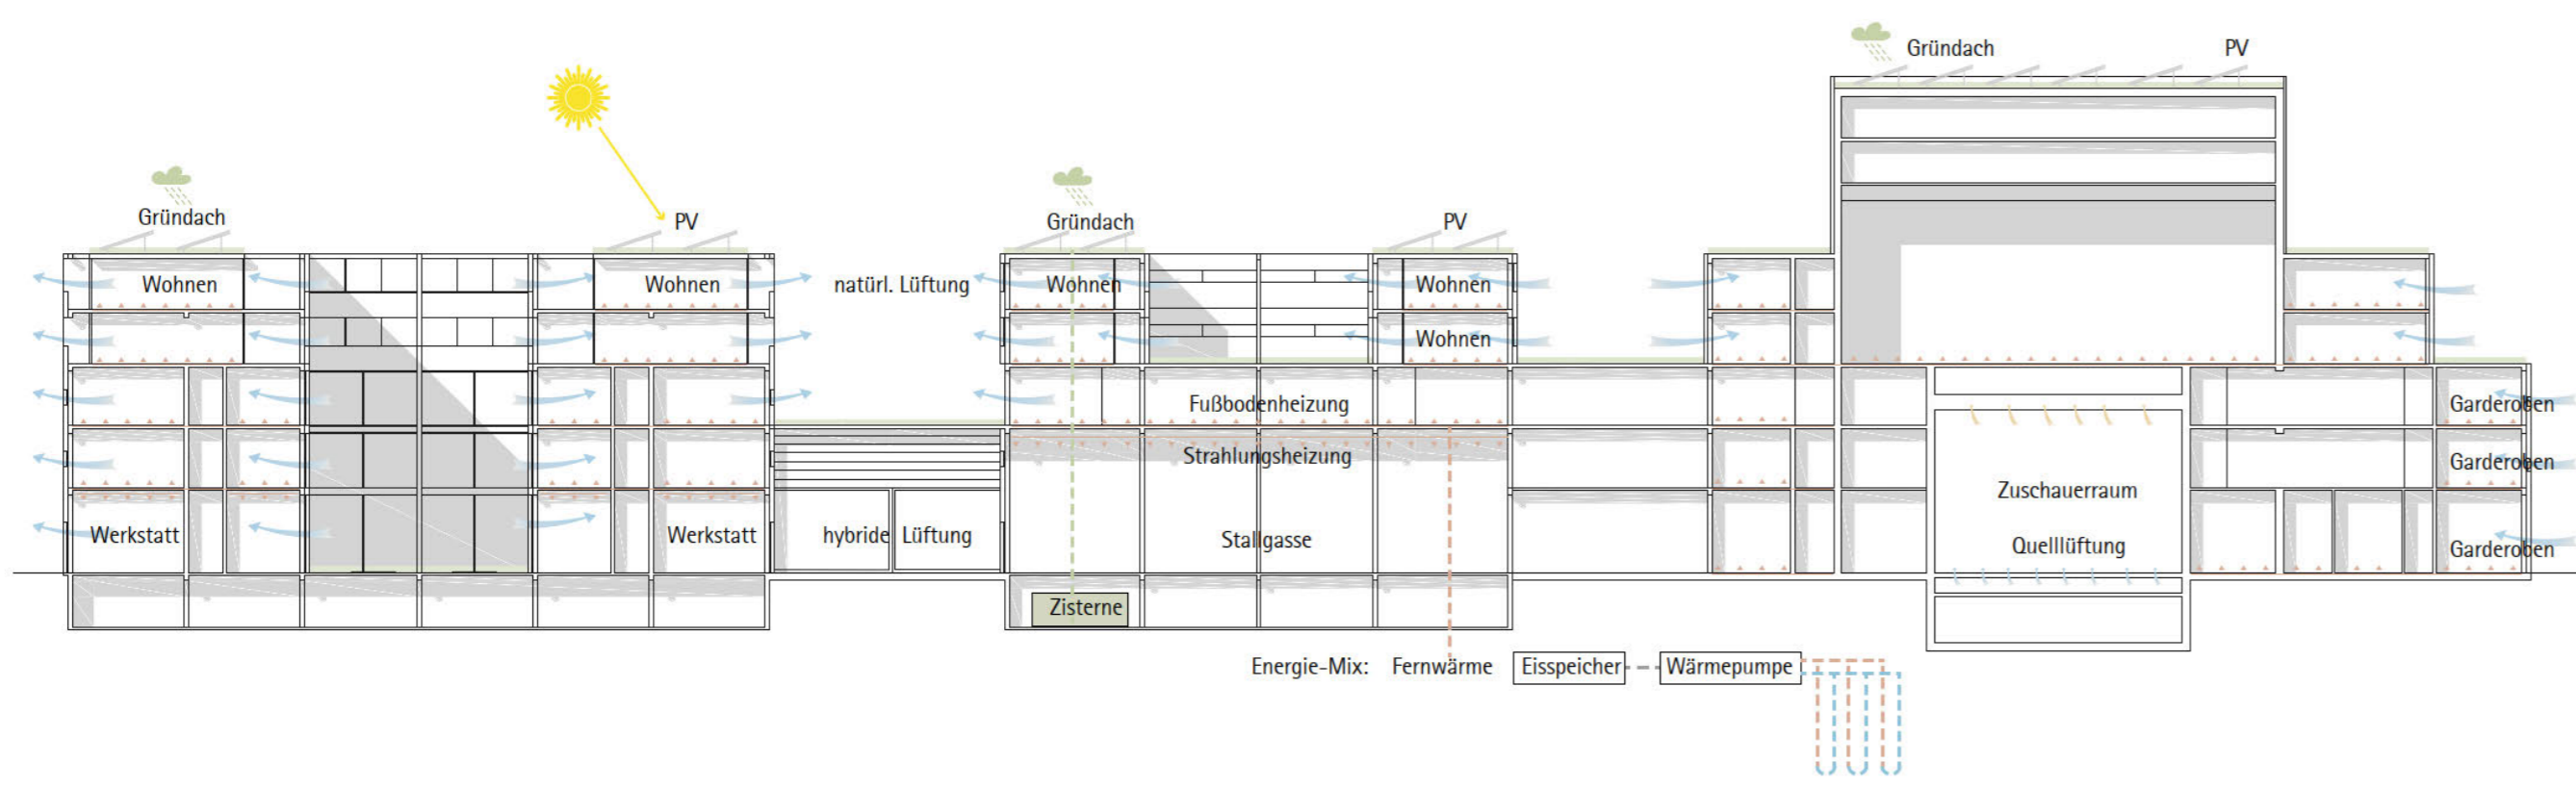 Gründach PV
Gründach PV
Gründach PV
Wohnen Wohnen natürl. Lüftung Wohnen Wohnen
Wohnen
Fußbodenheizung Garderoben
Strahlungsheizung Garderoben
Zuschauerraum
Werkstatt Werkstatt hybride Lüftung Stallgasse Quelllüftung Garderoben
Zisterne
Energie-Mix: Fernwärme Eisspeicher Wärmepumpe